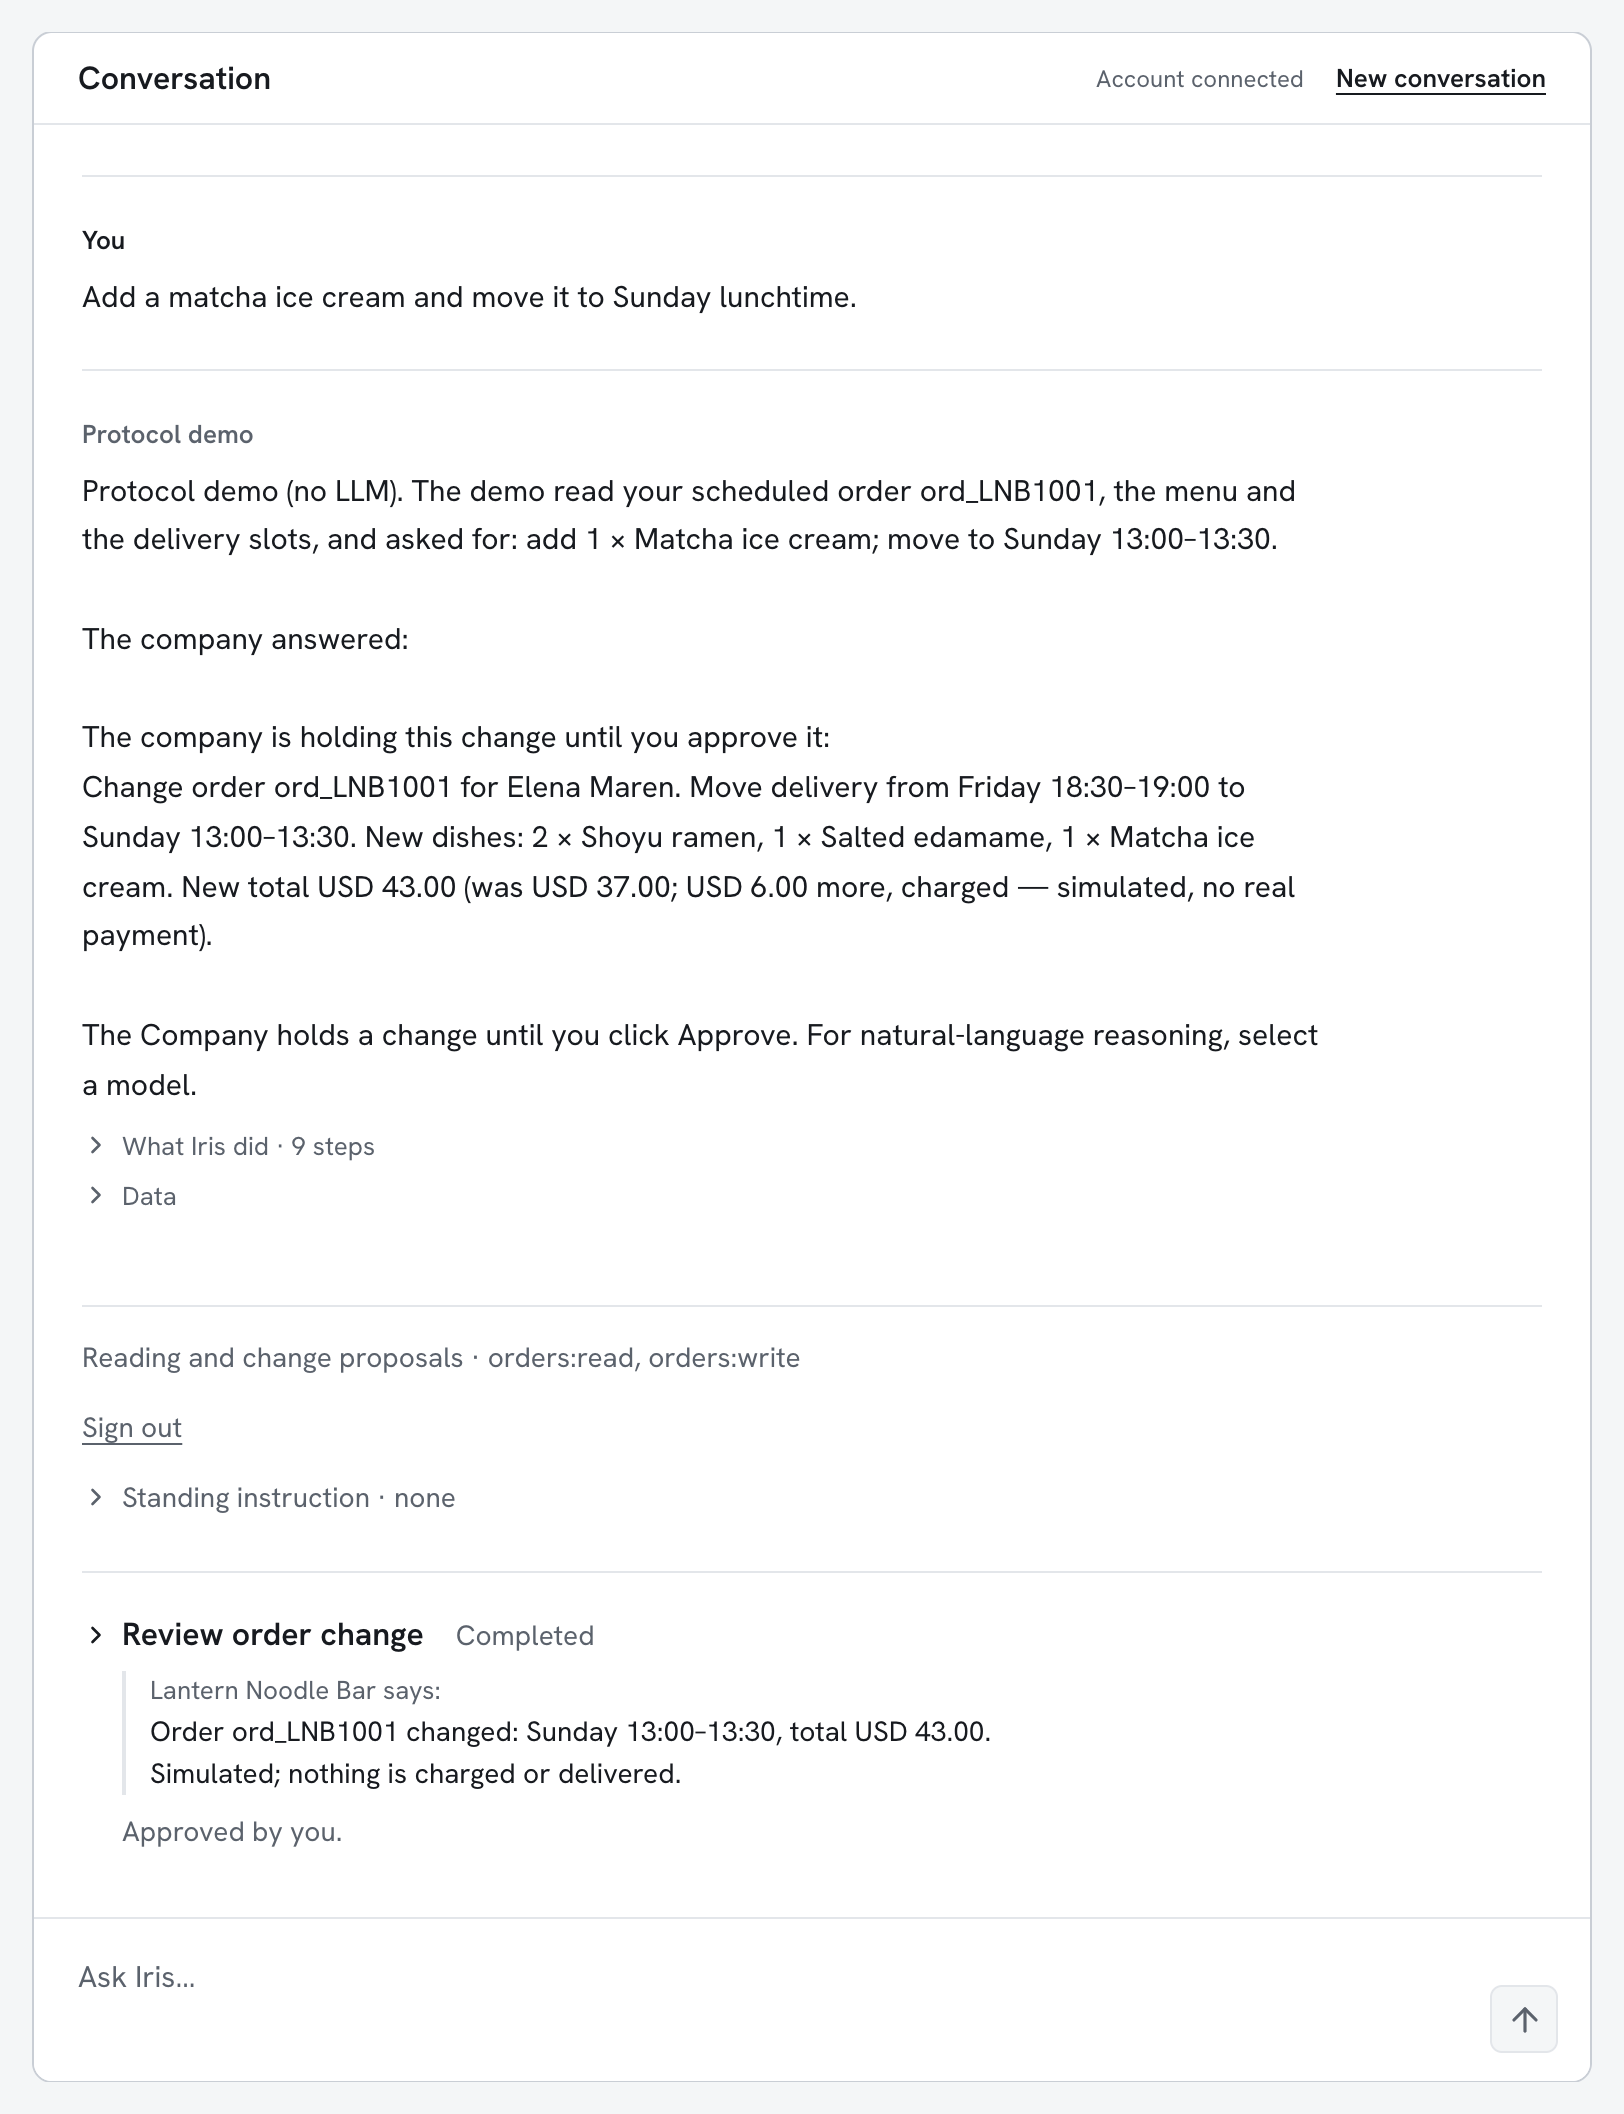 Conversation
Account connected
New conversation
You
Add a matcha ice cream and move it to Sunday lunchtime.
Protocol demo
Protocol demo (no LLM). The demo read your scheduled order ord_LNB1001, the menu and
the delivery slots, and asked for: add 1 × Matcha ice cream; move to Sunday 13:00–13:30.
The company answered:
The company is holding this change until you approve it:
Change order ord_LNB1001 for Elena Maren. Move delivery from Friday 18:30–19:00 to
Sunday 13:00–13:30. New dishes: 2 × Shoyu ramen, 1 × Salted edamame, 1 × Matcha ice
cream. New total USD 43.00 (was USD 37.00; USD 6.00 more, charged — simulated, no real
payment).
The Company holds a change until you click Approve. For natural-language reasoning, select
a model.
What Iris did · 9 steps
Data
Reading and change proposals · orders:read, orders:write
Sign out
Standing instruction · none
Review order change Completed
Lantern Noodle Bar says:
Order ord_LNB1001 changed: Sunday 13:00–13:30, total USD 43.00.
Simulated; nothing is charged or delivered.
Approved by you.
Ask Iris...